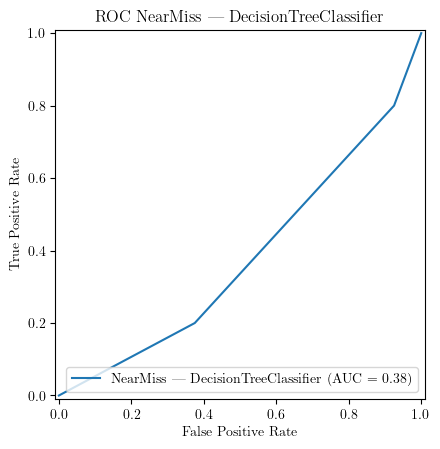 ROC NearMiss — DecisionTreeClassifier
True Positive Rate
1.0
0.8
0.6
0.4
0.2
0.0
NearMiss — DecisionTreeClassifier (AUC = 0.38)
0.0 0.2 0.4 0.6 0.8 1.0
False Positive Rate